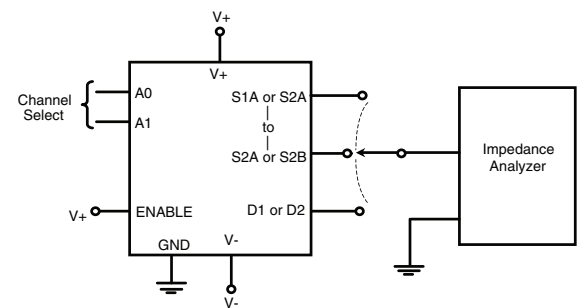 V+
V+
Channel
Select
A0
A1
S1A or S2A
to
S2A or S2B
Impedance
Analyzer
V+
ENABLE
D1 or D2
GND
V-
V-